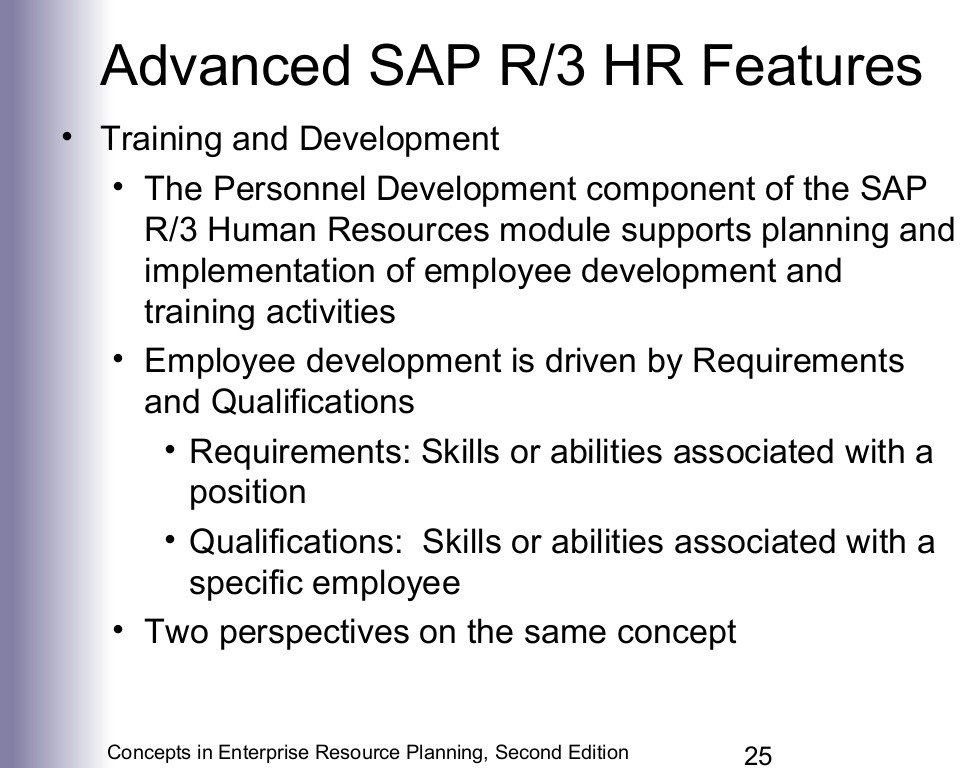 Advanced SAP R/3 HR Features
• Training and Development
• The Personnel Development component of the SAP
R/3 Human Resources module supports planning and
implementation of employee development and
training activities
• Employee development is driven by Requirements
and Qualifications
• Requirements: Skills or abilities associated with a
position
• Qualifications:  Skills or abilities associated with a
specific employee
• Two perspectives on the same concept
Concepts in Enterprise Resource Planning, Second Edition 25